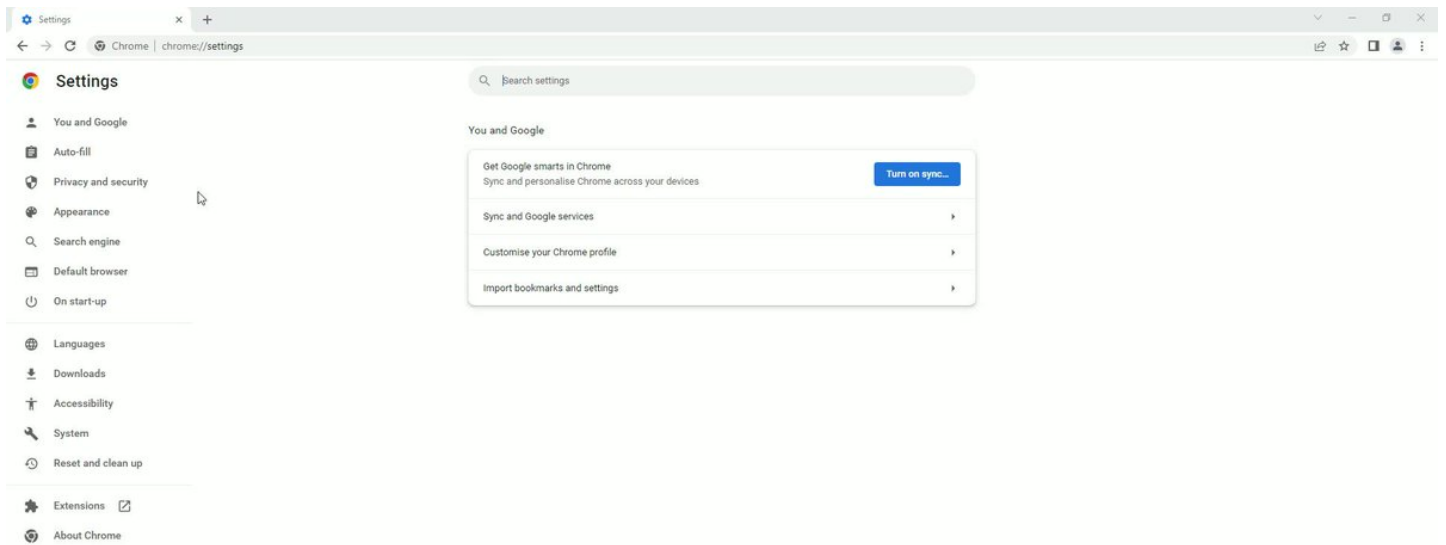 Settings
Chrome | chrome://settings
Settings
Search settings
You and Google
Auto-fill
Privacy and security
Appearance
Search engine
Default browser
On start-up
Languages
Downloads
Accessibility
System
Reset and clean up
Extensions
About Chrome
You and Google
Get Google smarts in Chrome
Sync and personalise Chrome across your devices
Turn on sync...
Sync and Google services
Customise your Chrome profile
Import bookmarks and settings